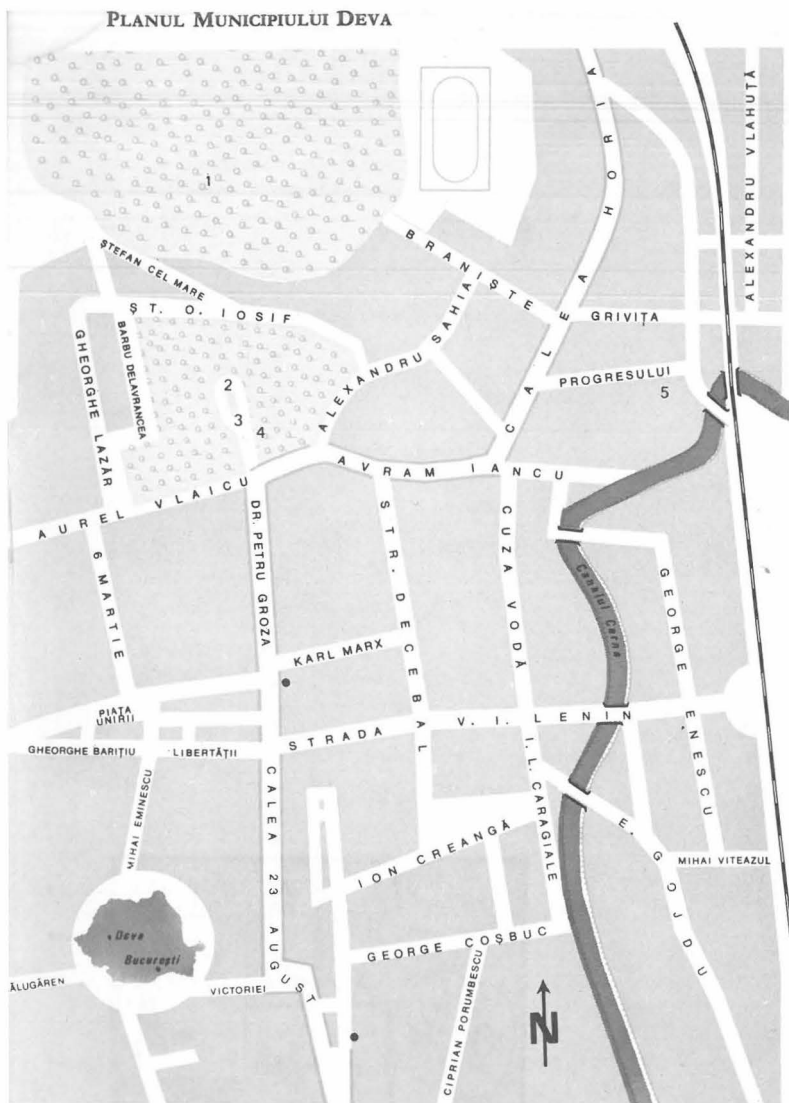 PLANUL MUNICIPIULUI DEVA
1
ALEXANDRU VLAHUȚĂ
CALEA HORIA
BRANIȘTE
ȘTEFAN CEL MARE
ȘT. O. IOSIF
ALEXANDRU SAHIA
GRIVIȚA
BARBU DELAVRANCEA
GHEORGHE LAZĂR
2
3
4
PROGRESULUI
5
AVRAM IANCU
AUREL VLAICU
DR. PETRU GROZA
STR. DECEBAL
CUZA VODĂ
Canalul Cerna
6 MARTIE
GEORGE ENESCU
KARL MARX
PIAȚA
UNIRII
STRADA V. I. LENIN
GHEORGHE BARIȚIU
LIBERTĂȚII
MIHAI EMINESCU
CALEA 23 AUGUST
I. L. CARAGIALE
ION CREANGĂ
E. GOJDU
MIHAI VITEAZUL
Deva
București
GEORGE COȘBUC
ĂLUGĂREN
VICTORIEI
CIPRIAN PORUMBESCU
N